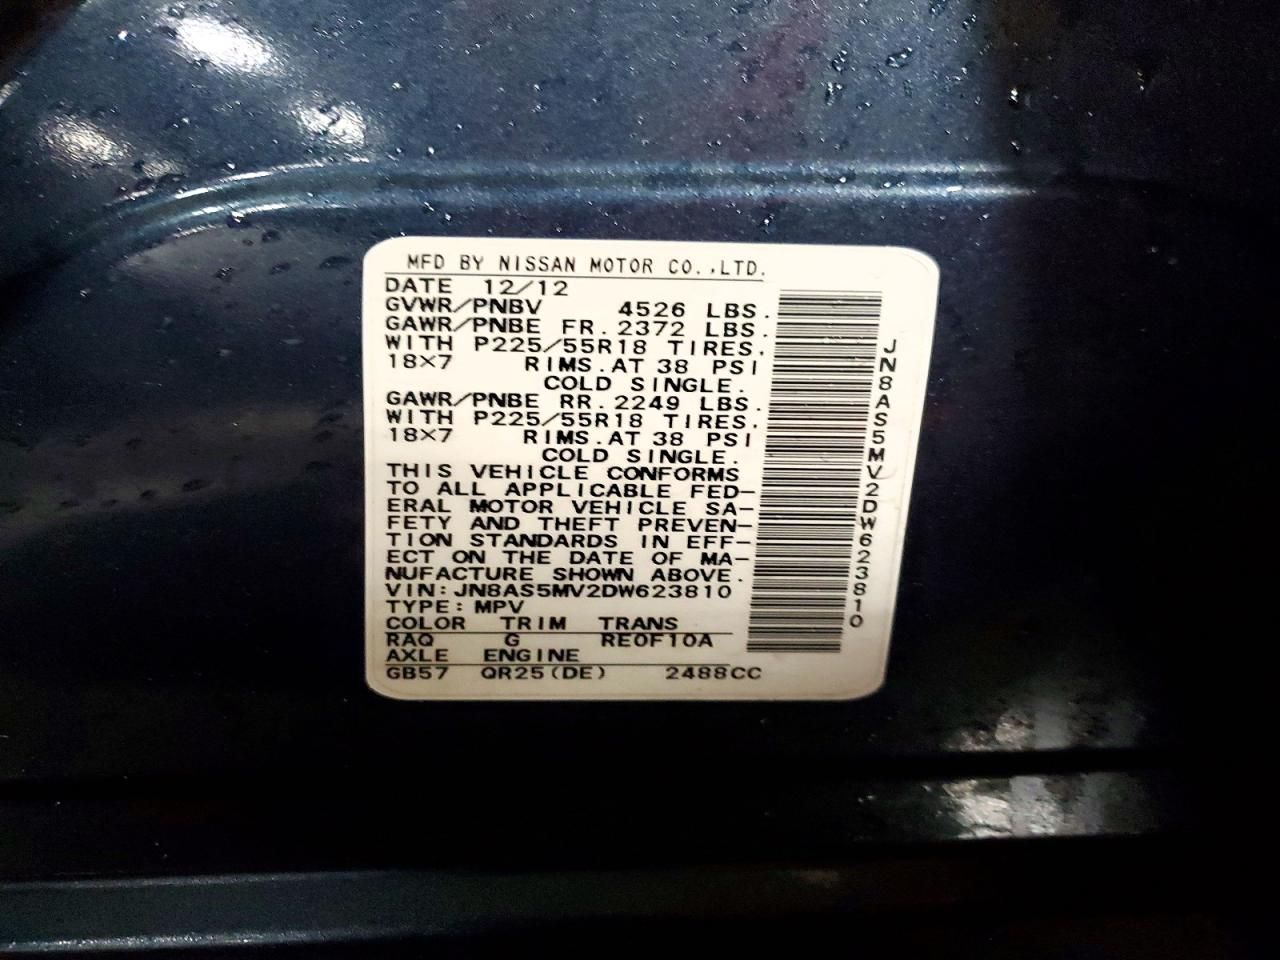 MFD BY NISSAN MOTOR CO.,LTD.
DATE 12/12
GVWR/PNBV 4526 LBS.
GAWR/PNBE FR. 2372 LBS.
WITH P225/55R18 TIRES.
18×7 RIMS.AT 38 PSI
COLD SINGLE.
GAWR/PNBE RR. 2249 LBS.
WITH P225/55R18 TIRES.
18×7 RIMS.AT 38 PSI
COLD SINGLE.
THIS VEHICLE CONFORMS
TO ALL APPLICABLE FED-
ERAL MOTOR VEHICLE SA-
FETY AND THEFT PREVEN-
TION STANDARDS IN EFF-
ECT ON THE DATE OF MA-
NUFACTURE SHOWN ABOVE.
VIN:JN8AS5MV2DW623810
TYPE:MPV
COLOR TRIM TRANS
RAQ G RE0F10A
AXLE ENGINE
GB57 QR25(DE) 2488CC
JN8AS5MV2DW623810